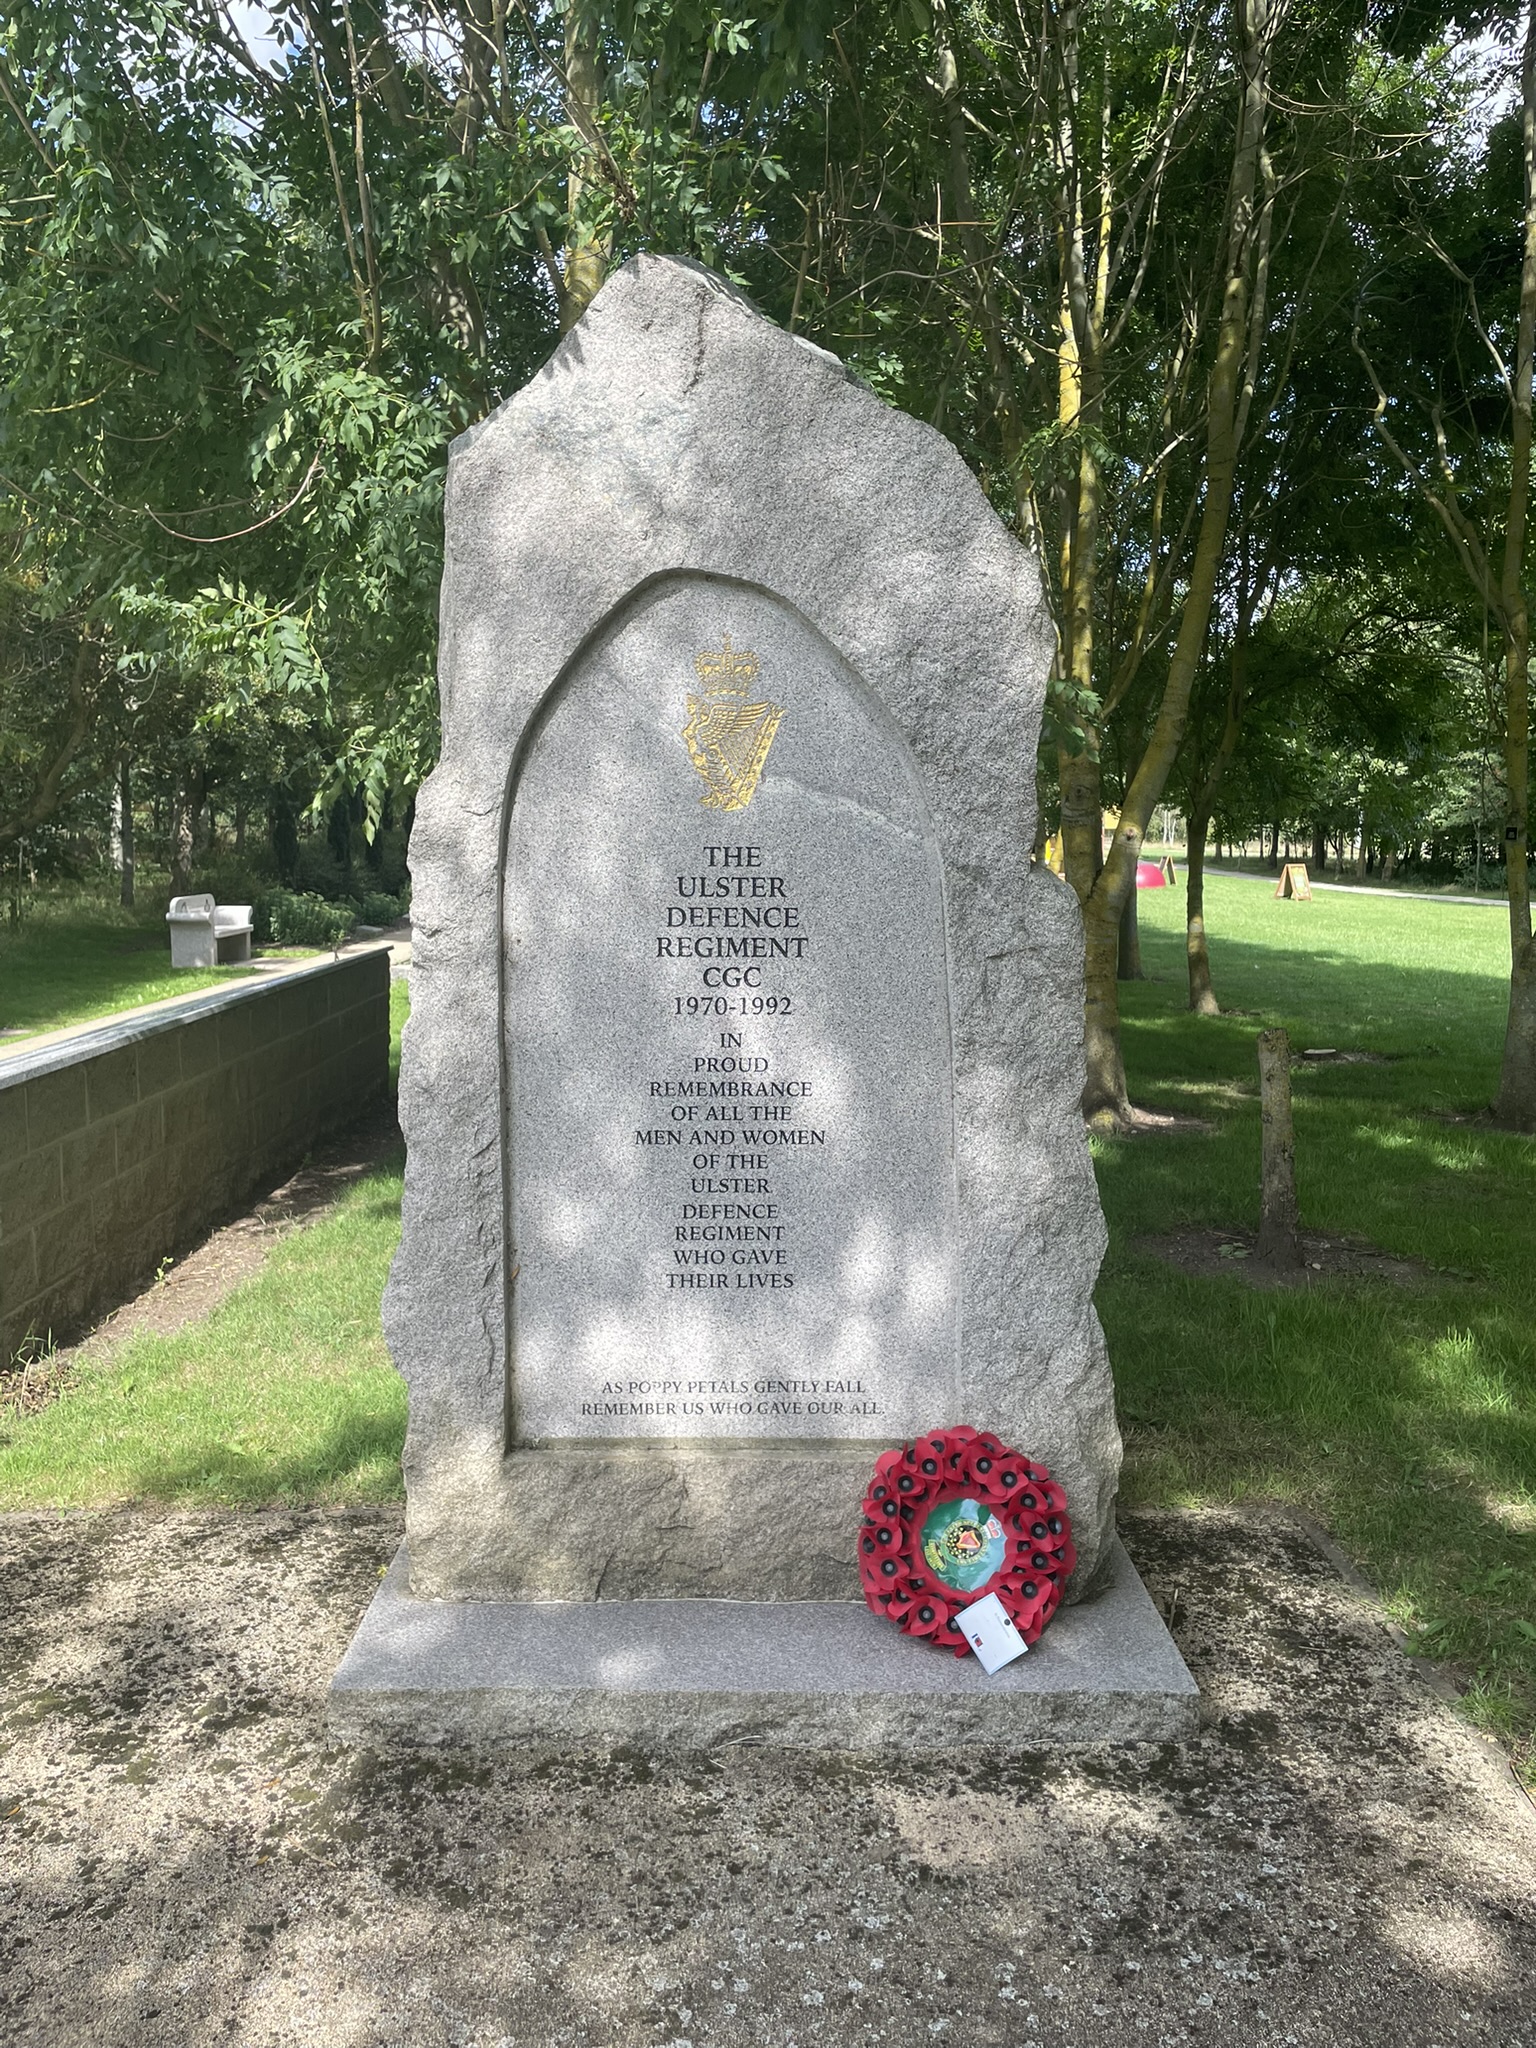 THE
ULSTER
DEFENCE
REGIMENT
CGC
1970-1992
IN
PROUD
REMEMBRANCE
OF ALL THE
MEN AND WOMEN
OF THE
ULSTER
DEFENCE
REGIMENT
WHO GAVE
THEIR LIVES
AS POPPY PETALS GENTLY FALL
REMEMBER US WHO GAVE OUR ALL.